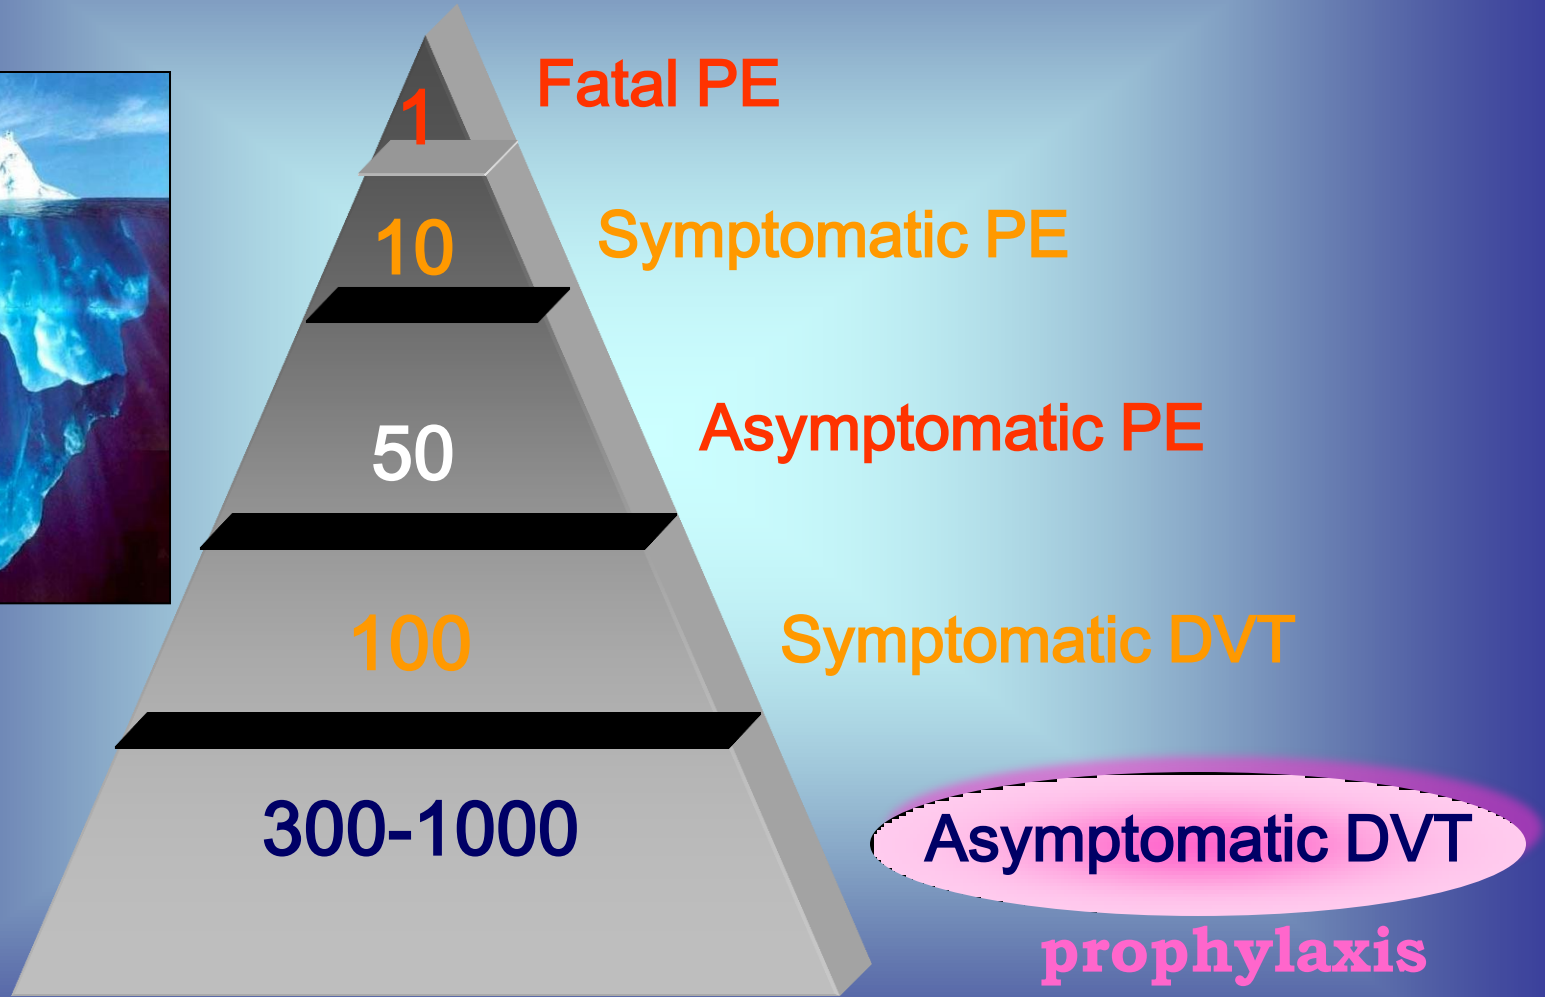 1 Fatal PE
10 Symptomatic PE
50 Asymptomatic PE
100 Symptomatic DVT
300-1000 Asymptomatic DVT
prophylaxis